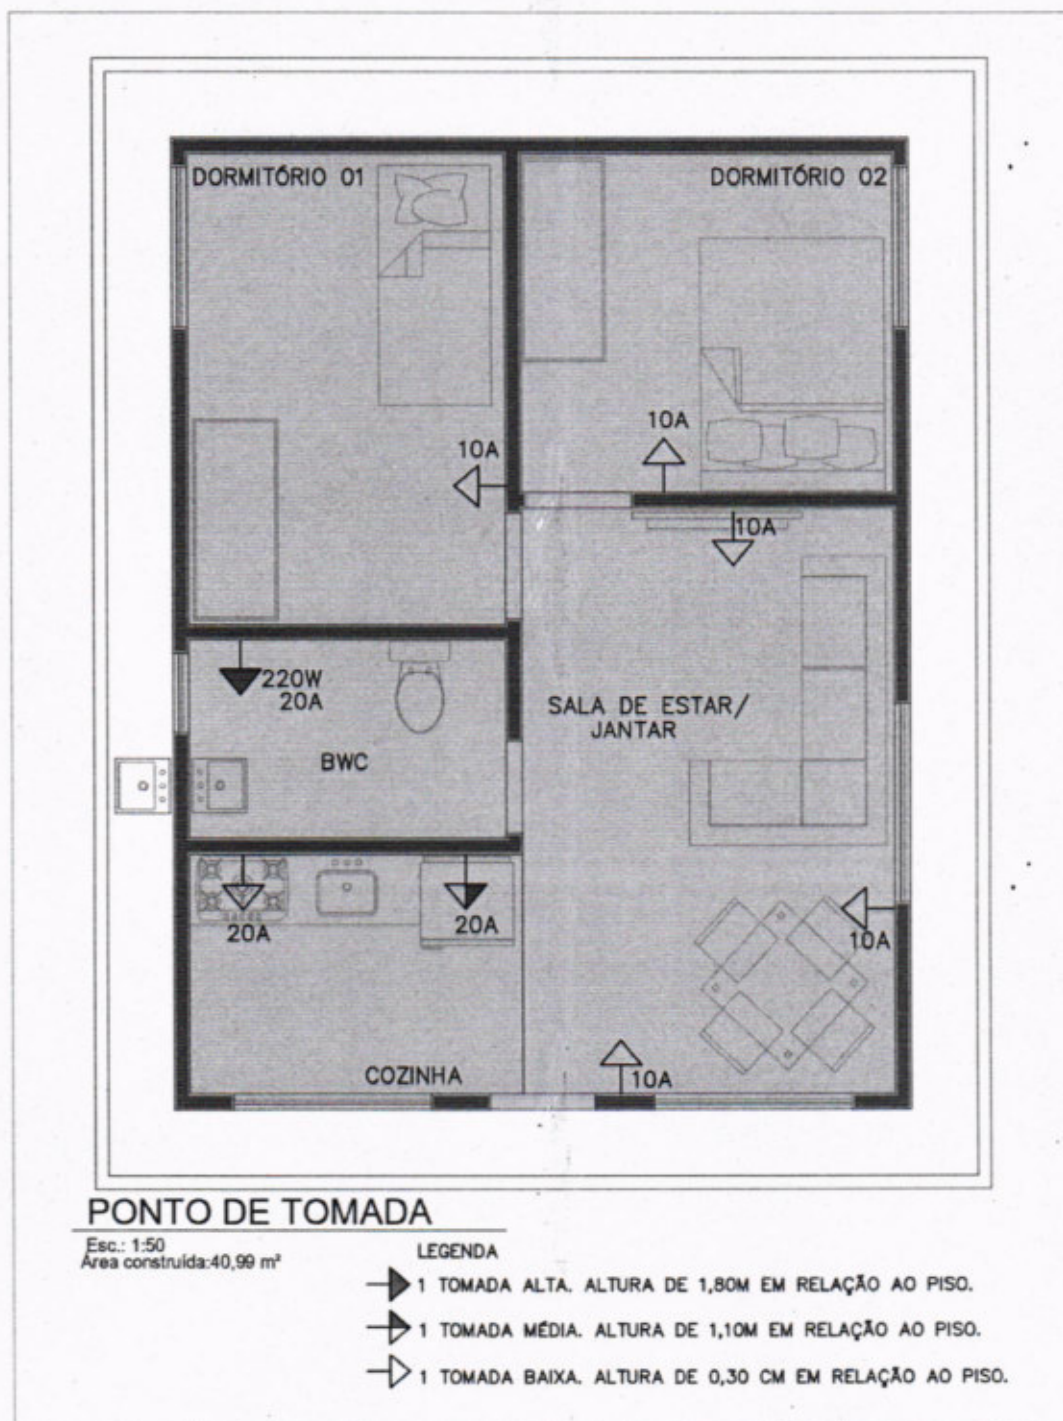 DORMITÓRIO 01
DORMITÓRIO 02
10A
10A
10A
220W
20A
SALA DE ESTAR/
JANTAR
BWC
20A
20A
10A
COZINHA
10A
PONTO DE TOMADA
Esc.: 1:50
Área construída:40,99 m²
LEGENDA
1 TOMADA ALTA. ALTURA DE 1,80M EM RELAÇÃO AO PISO.
1 TOMADA MÉDIA. ALTURA DE 1,10M EM RELAÇÃO AO PISO.
1 TOMADA BAIXA. ALTURA DE 0,30 CM EM RELAÇÃO AO PISO.